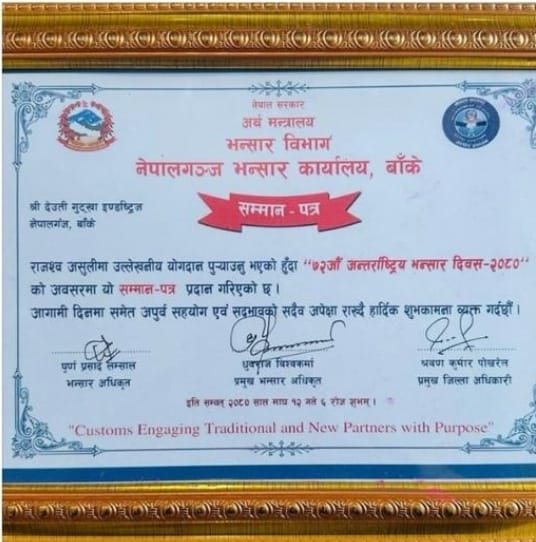 नेपाल सरकार
अर्थ मन्त्रालय
भन्सार विभाग
नेपालगञ्ज भन्सार कार्यालय, बाँके
सम्मान - पत्र
श्री देउती गुट्खा इण्डष्ट्रिज
नेपालगंज, बाँके
राजश्व असुलीमा उल्लेखनीय योगदान पुर्‍याउनु भएको हुँदा "७२औं अन्तर्राष्ट्रिय भन्सार दिवस-२०८०"
को अवसरमा यो सम्मान-पत्र प्रदान गरिएको छ।
आगामी दिनमा समेत अपुर्व सहयोग एवं सद्भावको सदैव अपेक्षा राख्दै हार्दिक शुभकामना व्यक्त गर्दछौं।
पुर्ण प्रसाद लम्साल
भन्सार अधिकृत
ध्रुवराज विश्वकर्मा
प्रमुख भन्सार अधिकृत
श्रवण कुमार पोखरेल
प्रमुख जिल्ला अधिकारी
इति सम्वत् २०८० साल माघ १२ गते ६ रोज शुभम्।
"Customs Engaging Traditional and New Partners with Purpose"